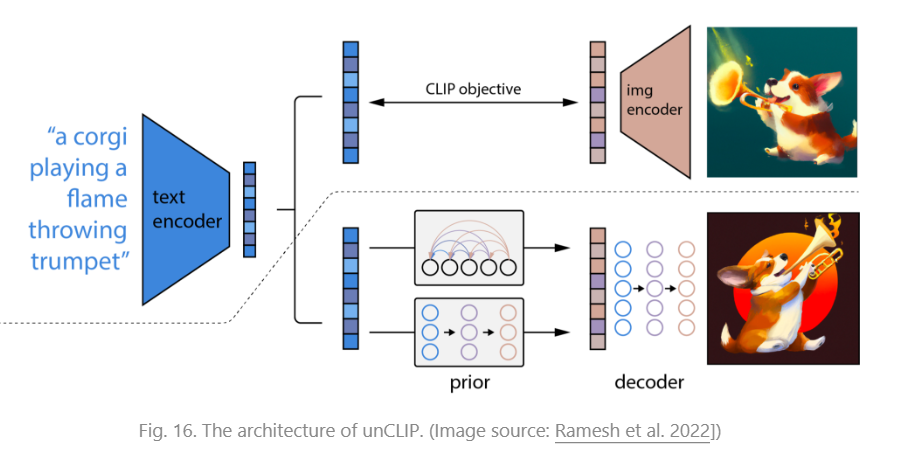 "a corgi
playing a
flame
throwing
trumpet"
text
encoder
CLIP objective
img
encoder
prior
decoder
Fig. 16. The architecture of unCLIP. (Image source: Ramesh et al. 2022])